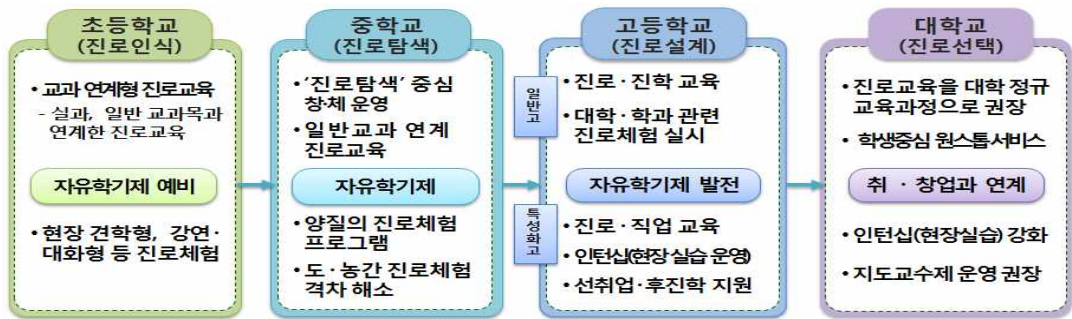 초등학교
(진로인식)
• 교과 연계형 진로교육
- 실과, 일반 교과목과
연계한 진로교육
자유학기제 예비
• 현장 견학형, 강연·
대화형 등 진로체험
중학교
(진로탐색)
• '진로탐색' 중심
창체 운영
• 일반교과 연계
진로교육
자유학기제
• 양질의 진로체험
프로그램
• 도·농간 진로체험
격차 해소
고등학교
(진로설계)
일반고
• 진로·진학 교육
• 대학·학과 관련
진로체험 실시
자유학기제 발전
특성화고
• 진로·직업 교육
• 인턴십(현장 실습 운영)
• 선취업·후진학 지원
대학교
(진로선택)
• 진로교육을 대학 정규
교육과정으로 권장
• 학생중심 원스톱서비스
취 · 창업과 연계
• 인턴십(현장실습) 강화
• 지도교수제 운영 권장